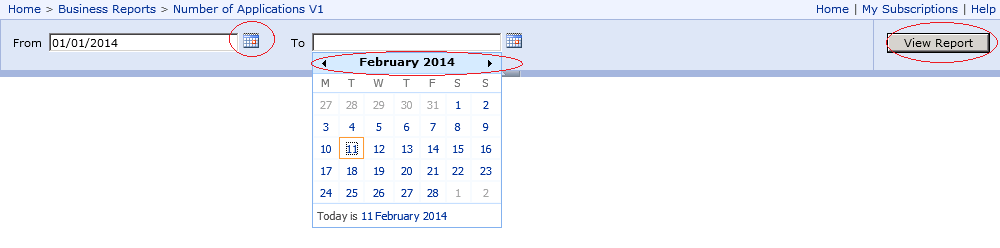 Home > Business Reports > Number of Applications V1
Home | My Subscriptions | Help
From 01/01/2014 To View Report
February 2014
M T W T F S S
27 28 29 30 31 1 2
3 4 5 6 7 8 9
10 11 12 13 14 15 16
17 18 19 20 21 22 23
24 25 26 27 28 1 2
Today is 11 February 2014